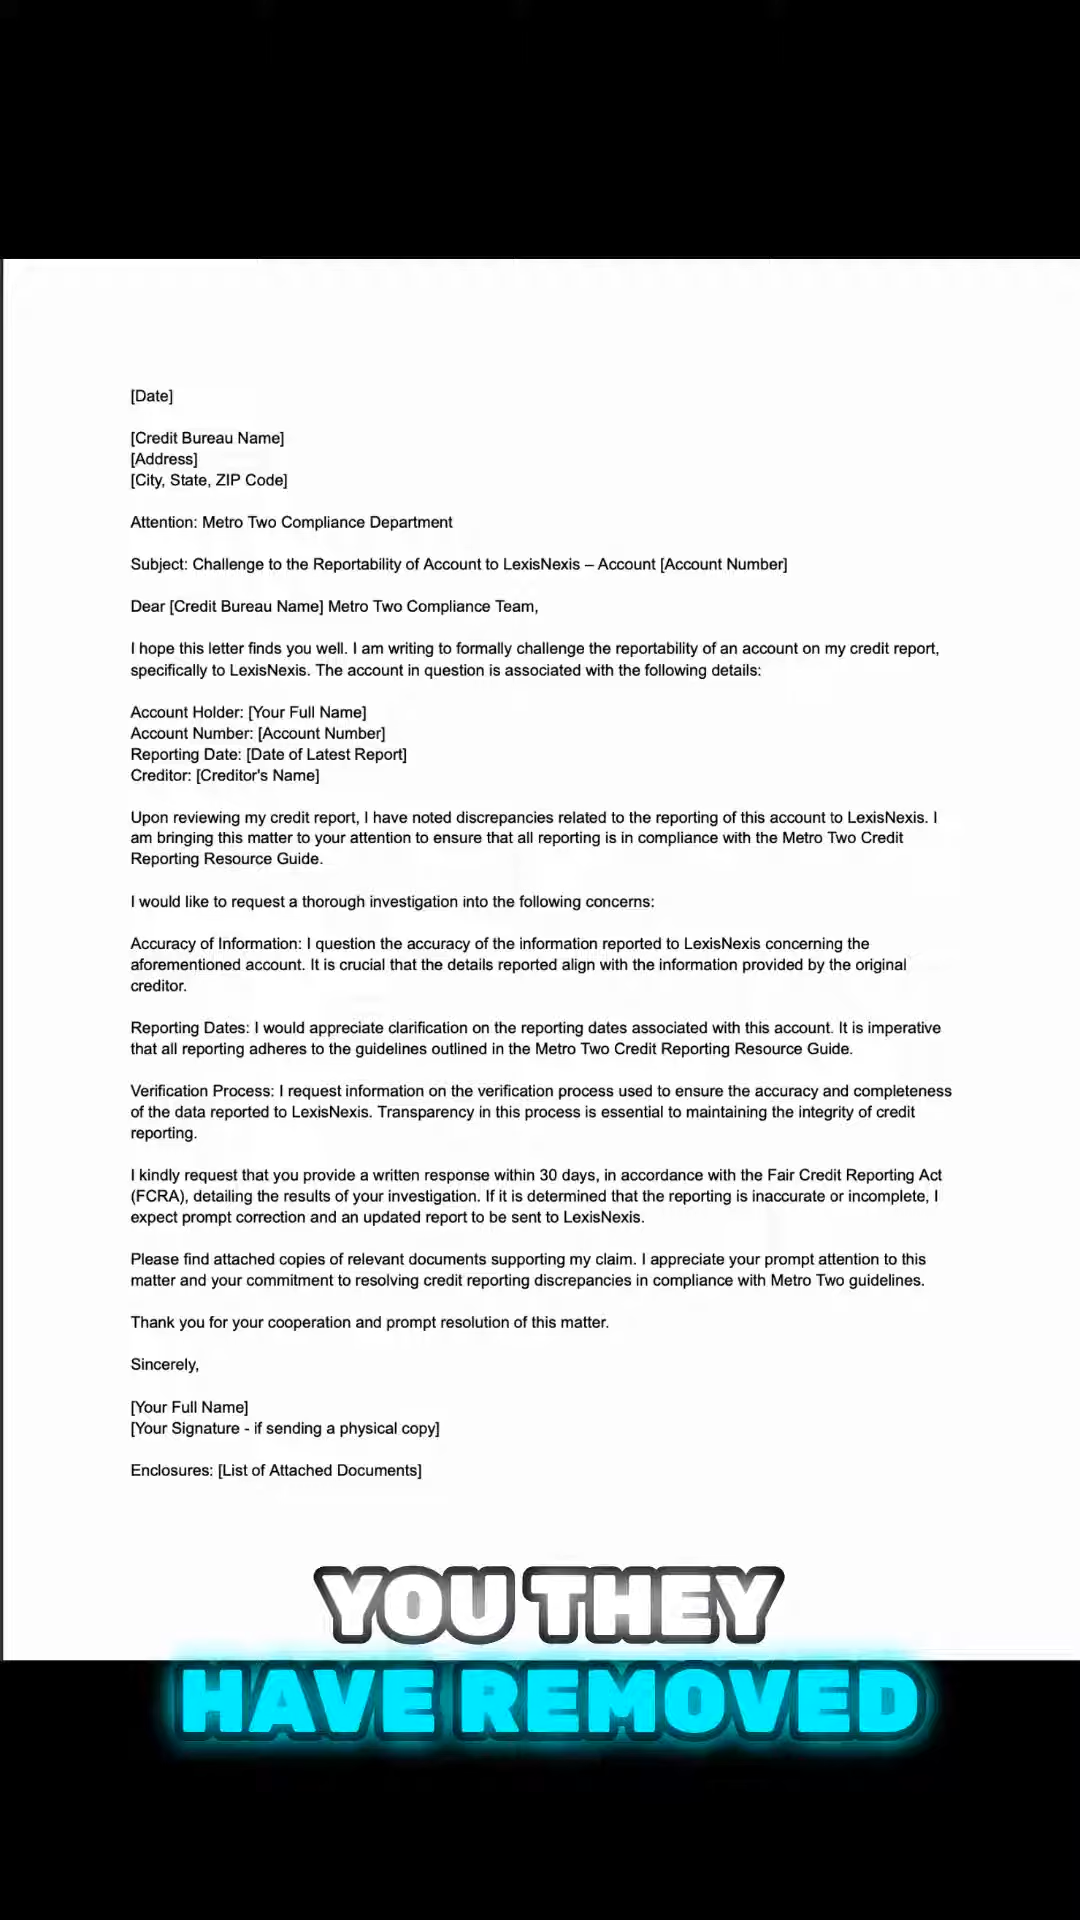 [Date]
[Credit Bureau Name]
[Address]
[City, State, ZIP Code]
Attention: Metro Two Compliance Department
Subject: Challenge to the Reportability of Account to LexisNexis – Account [Account Number]
Dear [Credit Bureau Name] Metro Two Compliance Team,
I hope this letter finds you well. I am writing to formally challenge the reportability of an account on my credit report,
specifically to LexisNexis. The account in question is associated with the following details:
Account Holder: [Your Full Name]
Account Number: [Account Number]
Reporting Date: [Date of Latest Report]
Creditor: [Creditor's Name]
Upon reviewing my credit report, I have noted discrepancies related to the reporting of this account to LexisNexis. I
am bringing this matter to your attention to ensure that all reporting is in compliance with the Metro Two Credit
Reporting Resource Guide.
I would like to request a thorough investigation into the following concerns:
Accuracy of Information: I question the accuracy of the information reported to LexisNexis concerning the
aforementioned account. It is crucial that the details reported align with the information provided by the original
creditor.
Reporting Dates: I would appreciate clarification on the reporting dates associated with this account. It is imperative
that all reporting adheres to the guidelines outlined in the Metro Two Credit Reporting Resource Guide.
Verification Process: I request information on the verification process used to ensure the accuracy and completeness
of the data reported to LexisNexis. Transparency in this process is essential to maintaining the integrity of credit
reporting.
I kindly request that you provide a written response within 30 days, in accordance with the Fair Credit Reporting Act
(FCRA), detailing the results of your investigation. If it is determined that the reporting is inaccurate or incomplete, I
expect prompt correction and an updated report to be sent to LexisNexis.
Please find attached copies of relevant documents supporting my claim. I appreciate your prompt attention to this
matter and your commitment to resolving credit reporting discrepancies in compliance with Metro Two guidelines.
Thank you for your cooperation and prompt resolution of this matter.
Sincerely,
[Your Full Name]
[Your Signature - if sending a physical copy]
Enclosures: [List of Attached Documents]
YOU THEY
HAVE REMOVED